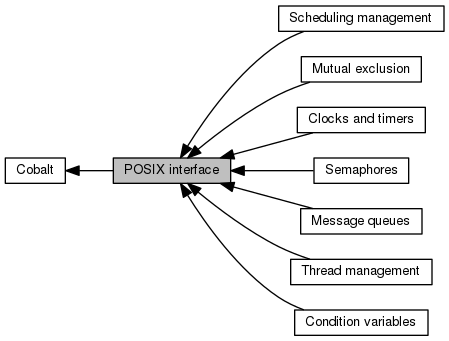 Scheduling management
Mutual exclusion
Clocks and timers
Cobalt
POSIX interface
Semaphores
Message queues
Thread management
Condition variables